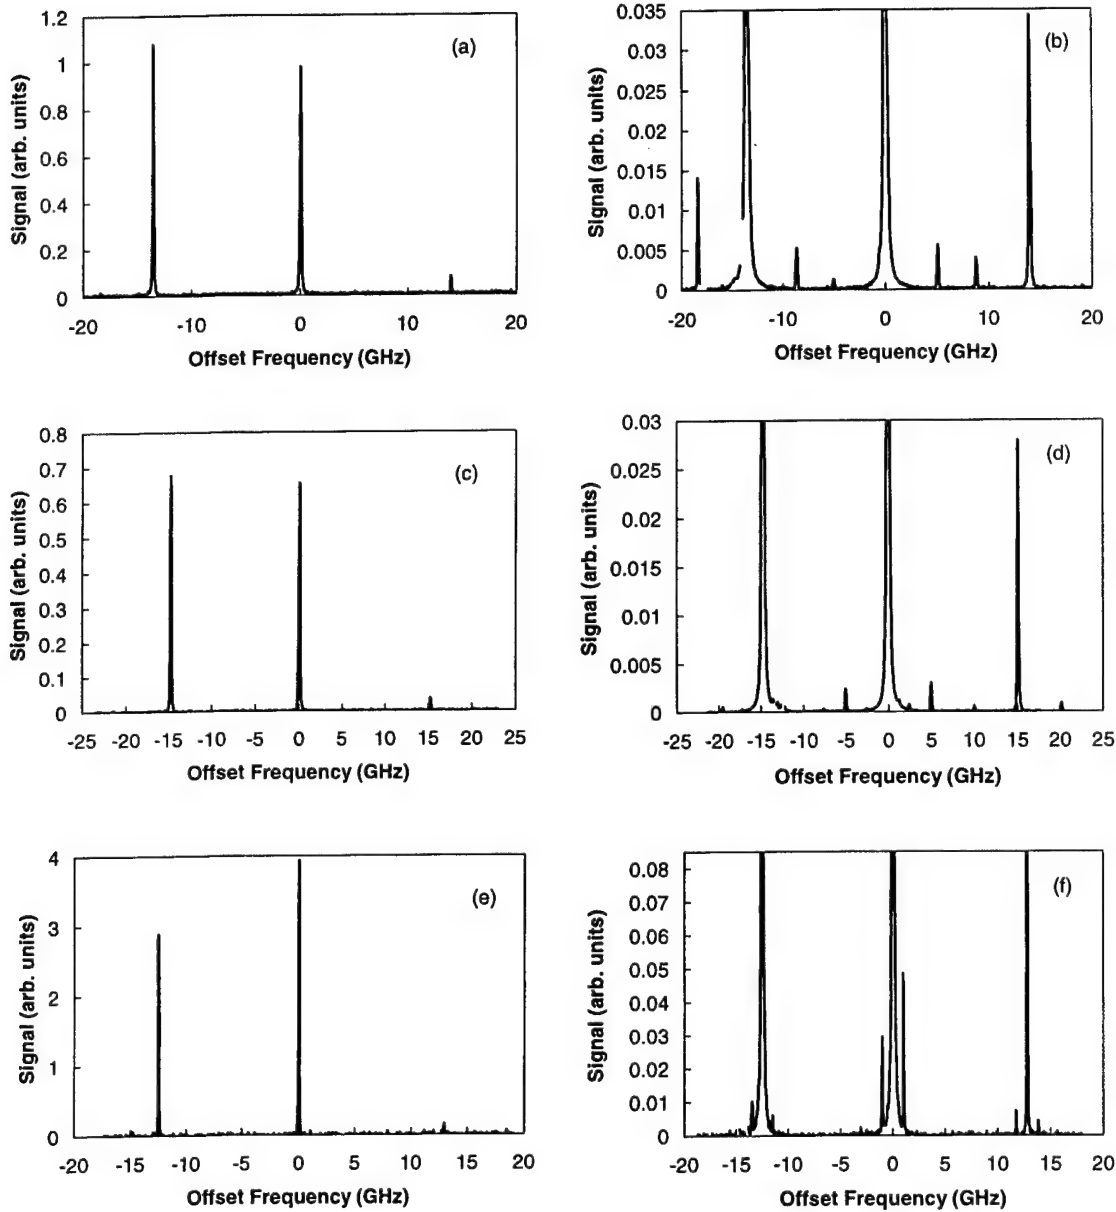 (a)
Signal (arb. units)
1.2
1
0.8
0.6
0.4
0.2
0
-20 -10 0 10 20
Offset Frequency (GHz)
(b)
Signal (arb. units)
0.035
0.03
0.025
0.02
0.015
0.01
0.005
0
-20 -10 0 10 20
Offset Frequency (GHz)
(c)
Signal (arb. units)
0.8
0.7
0.6
0.5
0.4
0.3
0.2
0.1
0
-25 -20 -15 -10 -5 0 5 10 15 20 25
Offset Frequency (GHz)
(d)
Signal (arb. units)
0.03
0.025
0.02
0.015
0.01
0.005
0
-25 -20 -15 -10 -5 0 5 10 15 20 25
Offset Frequency (GHz)
(e)
Signal (arb. units)
4
3
2
1
0
-20 -15 -10 -5 0 5 10 15 20
Offset Frequency (GHz)
(f)
Signal (arb. units)
0.08
0.07
0.06
0.05
0.04
0.03
0.02
0.01
0
-20 -15 -10 -5 0 5 10 15 20
Offset Frequency (GHz)